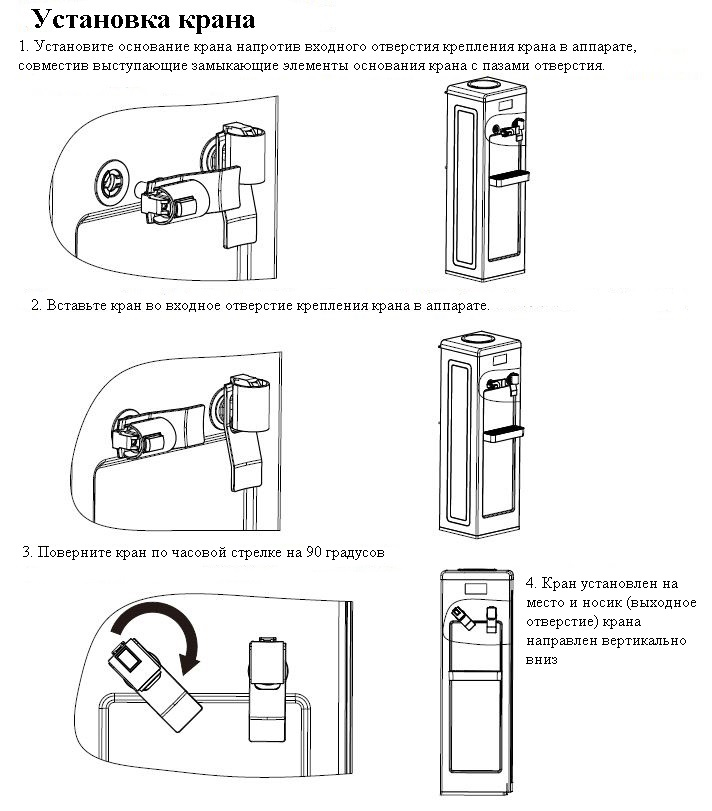 Установка крана
1. Установите основание крана напротив входного отверстия крепления крана в аппарате,
совместив выступающие замыкающие элементы основания крана с пазами отверстия.
2. Вставьте кран во входное отверстие крепления крана в аппарате.
3. Поверните кран по часовой стрелке на 90 градусов
4. Кран установлен на
место и носик (выходное
отверстие) крана
направлен вертикально
вниз